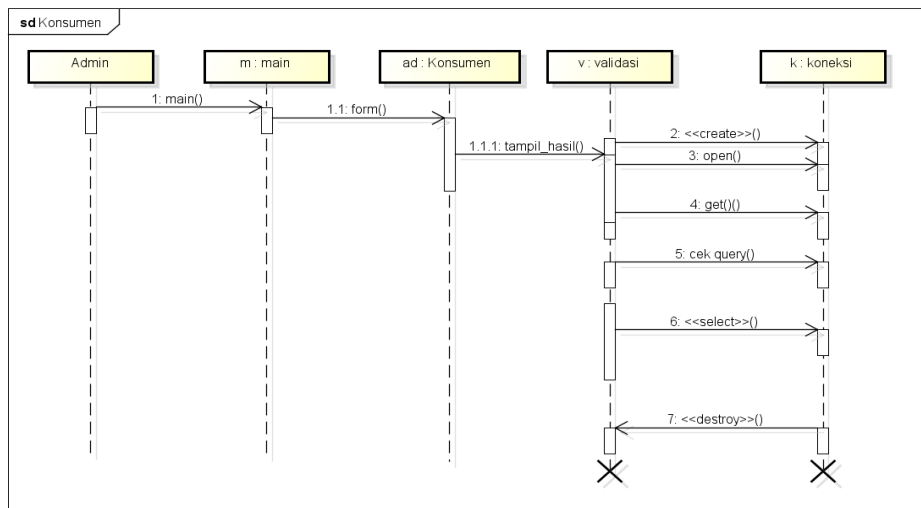 sd Konsumen
Admin
m : main
ad : Konsumen
v : validasi
k : koneksi
1: main()
1.1: form()
1.1.1: tampil_hasil()
2: <<create>>()
3: open()
4: get()()
5: cek query()
6: <<select>>()
7: <<destroy>>()